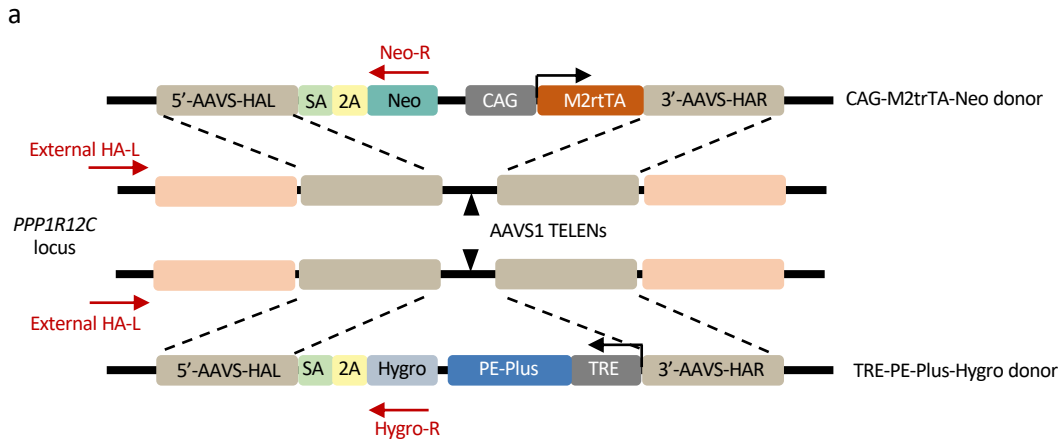 a
Neo-R
5'-AAVS-HAL SA 2A Neo CAG M2rtTA 3'-AAVS-HAR CAG-M2trTA-Neo donor
External HA-L
PPP1R12C
locus
AAVS1 TELENs
External HA-L
5'-AAVS-HAL SA 2A Hygro PE-Plus TRE 3'-AAVS-HAR TRE-PE-Plus-Hygro donor
Hygro-R